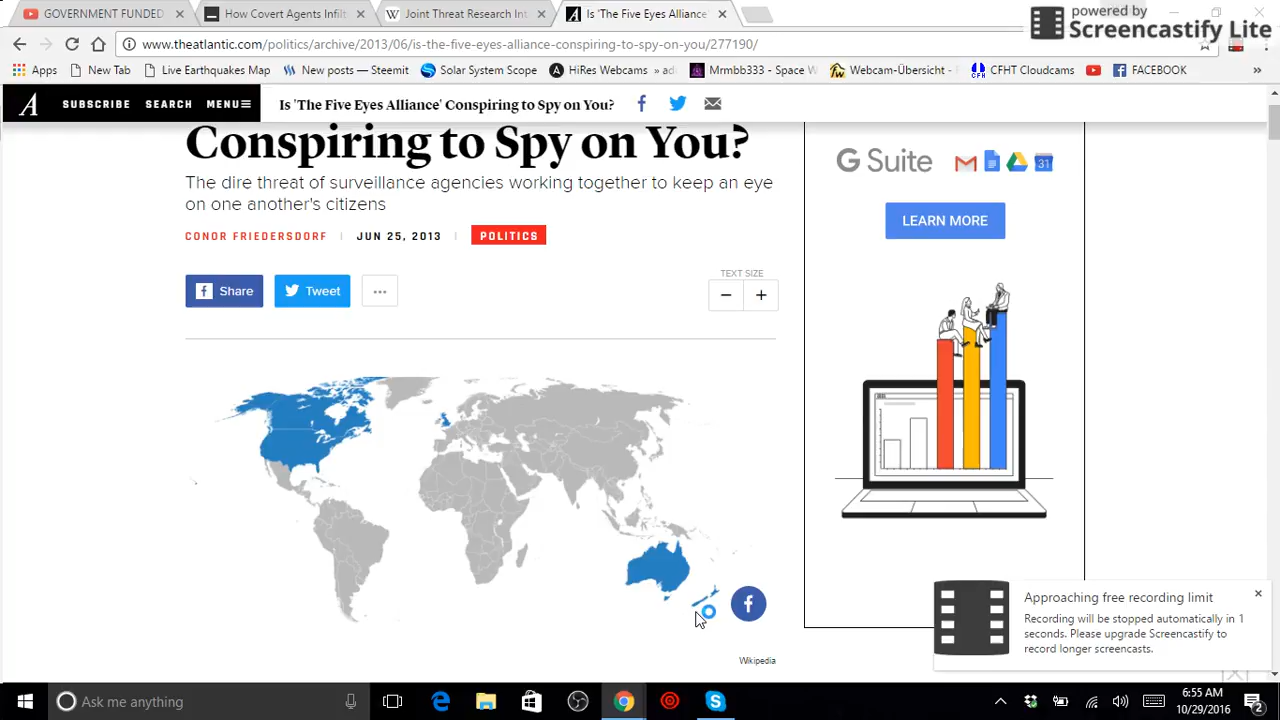 GOVERNMENT FUNDED
How Covert Agents Infilt
Joint Threat Research Int
Is 'The Five Eyes Alliance'
powered by
Screencastify Lite
www.theatlantic.com/politics/archive/2013/06/is-the-five-eyes-alliance-conspiring-to-spy-on-you/277190/
Apps
New Tab
Live Earthquakes Map
New posts — Steemit
Solar System Scope
HiRes Webcams » ad
Mrmbb333 - Space W
Webcam-Übersicht -
CFHT Cloudcams
FACEBOOK
»
SUBSCRIBE SEARCH MENU
Is 'The Five Eyes Alliance' Conspiring to Spy on You?
Conspiring to Spy on You?
The dire threat of surveillance agencies working together to keep an eye
on one another's citizens
CONOR FRIEDERSDORF | JUN 25, 2013 | POLITICS
Share
Tweet
...
TEXT SIZE
− +
Wikipedia
G Suite
31
LEARN MORE
Approaching free recording limit
Recording will be stopped automatically in 1
seconds. Please upgrade Screencastify to
record longer screencasts.
Ask me anything
6:55 AM
10/29/2016
2